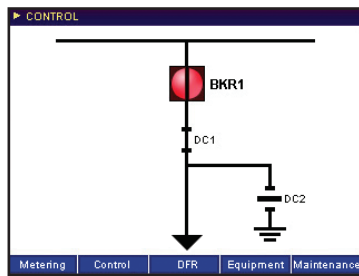 ► CONTROL
BKR1
DC1
DC2
Metering Control DFR Equipment Maintenance